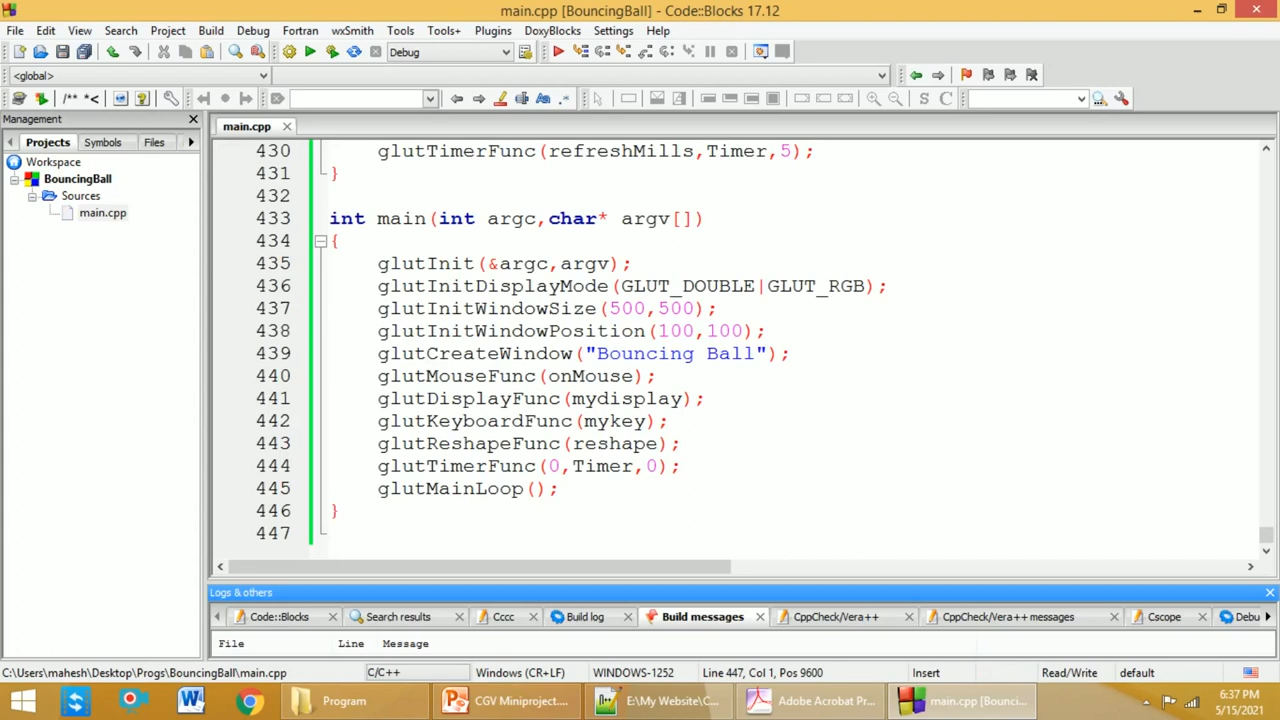 main.cpp [BouncingBall] - Code::Blocks 17.12
File Edit View Search Project Build Debug Fortran wxSmith Tools Tools+ Plugins DoxyBlocks Settings Help
Debug
<global>
/** *<
S C
Management
main.cpp
Projects Symbols Files
Workspace
BouncingBall
Sources
main.cpp
430 glutTimerFunc(refreshMills,Timer,5);
431 }
432
433 int main(int argc,char* argv[])
434 {
435 glutInit(&argc,argv);
436 glutInitDisplayMode(GLUT_DOUBLE|GLUT_RGB);
437 glutInitWindowSize(500,500);
438 glutInitWindowPosition(100,100);
439 glutCreateWindow("Bouncing Ball");
440 glutMouseFunc(onMouse);
441 glutDisplayFunc(mydisplay);
442 glutKeyboardFunc(mykey);
443 glutReshapeFunc(reshape);
444 glutTimerFunc(0,Timer,0);
445 glutMainLoop();
446 }
447
Logs & others
Code::Blocks Search results Cccc Build log Build messages CppCheck/Vera++ CppCheck/Vera++ messages Cscope Debu
File Line Message
C:\Users\mahesh\Desktop\Progs\BouncingBall\main.cpp C/C++ Windows (CR+LF) WINDOWS-1252 Line 447, Col 1, Pos 9600 Insert Read/Write default
Program CGV Miniproject.... E:\My Website\C... Adobe Acrobat Pr... main.cpp [Bounci...
6:37 PM
5/15/2021